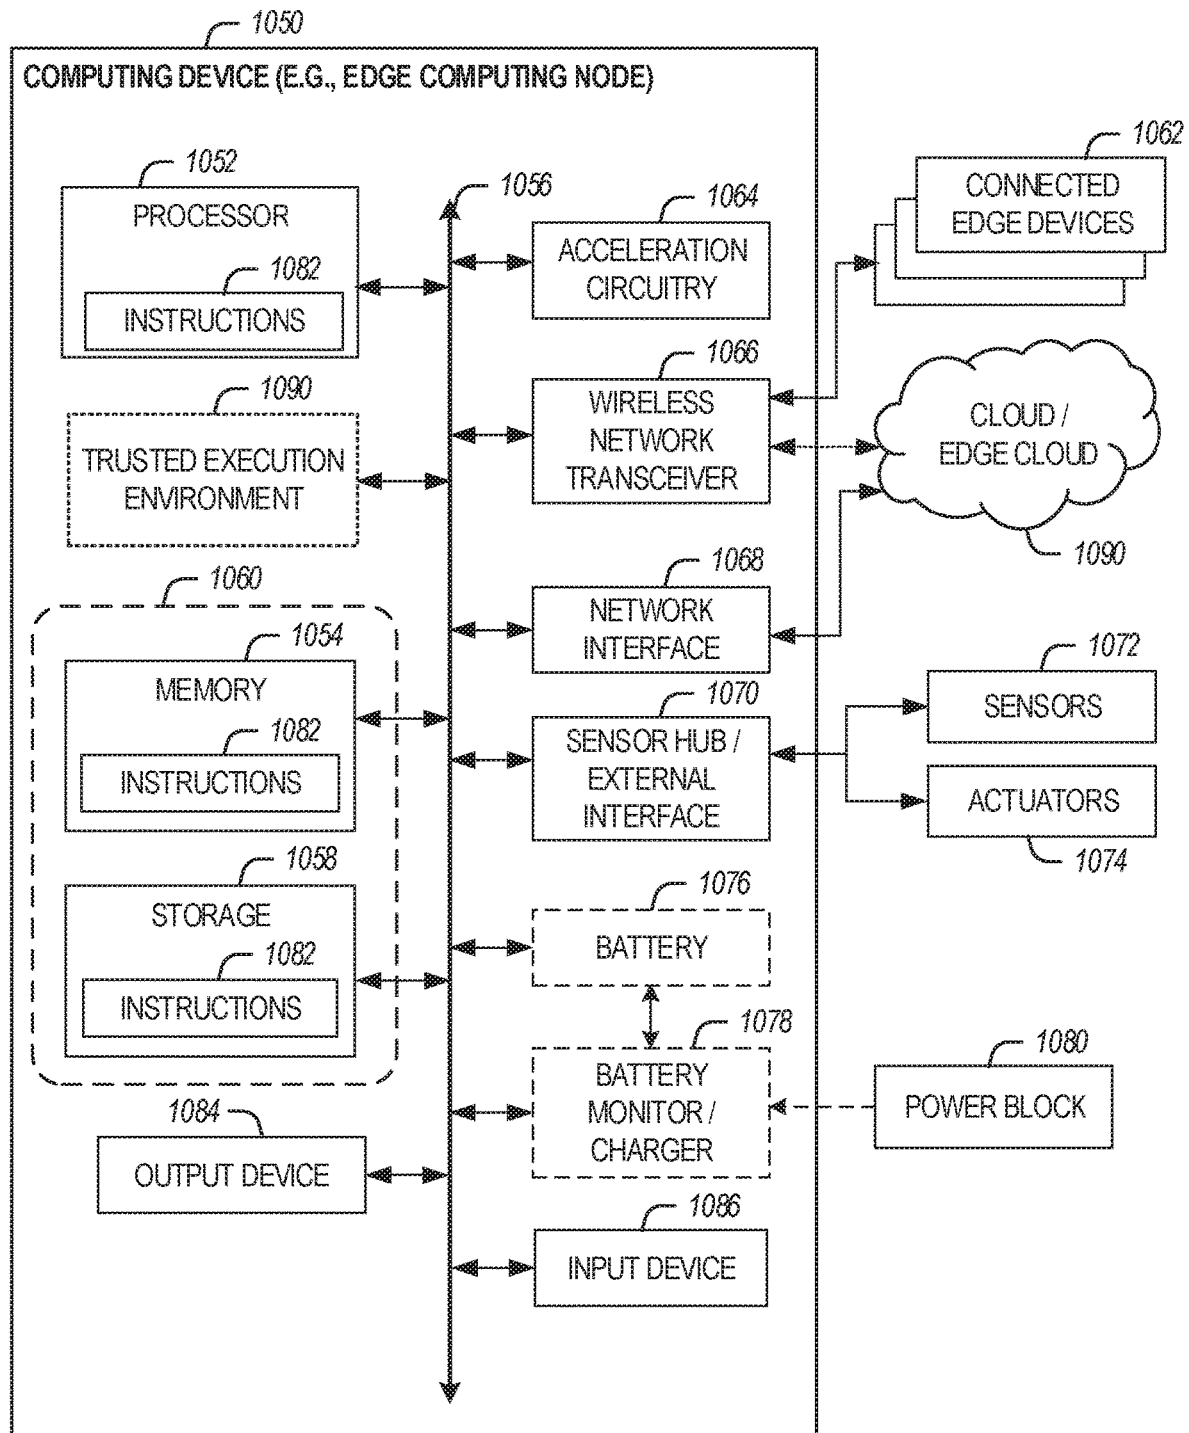 1050
COMPUTING DEVICE (E.G., EDGE COMPUTING NODE)
1052
PROCESSOR
1082
INSTRUCTIONS
1090
TRUSTED EXECUTION
ENVIRONMENT
1060
1054
MEMORY
1082
INSTRUCTIONS
1058
STORAGE
1082
INSTRUCTIONS
1084
OUTPUT DEVICE
1056
1064
ACCELERATION
CIRCUITRY
1066
WIRELESS
NETWORK
TRANSCEIVER
1068
NETWORK
INTERFACE
1070
SENSOR HUB /
EXTERNAL
INTERFACE
1076
BATTERY
1078
BATTERY
MONITOR /
CHARGER
1086
INPUT DEVICE
1062
CONNECTED
EDGE DEVICES
CLOUD /
EDGE CLOUD
1090
1072
SENSORS
ACTUATORS
1074
1080
POWER BLOCK